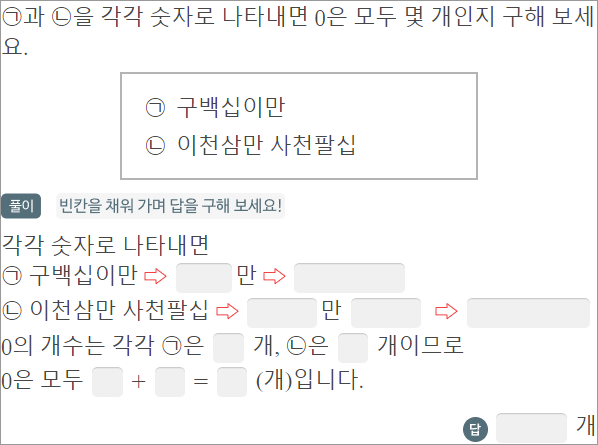 ㉠과 ㉡을 각각 숫자로 나타내면 0은 모두 몇 개인지 구해 보세
요.
㉠ 구백십이만
㉡ 이천삼만 사천팔십
풀이 빈칸을 채워 가며 답을 구해 보세요!
각각 숫자로 나타내면
㉠ 구백십이만 ⇨ 만 ⇨
㉡ 이천삼만 사천팔십 ⇨ 만 ⇨
0의 개수는 각각 ㉠은 개, ㉡은 개이므로
0은 모두 + = (개)입니다.
답 개